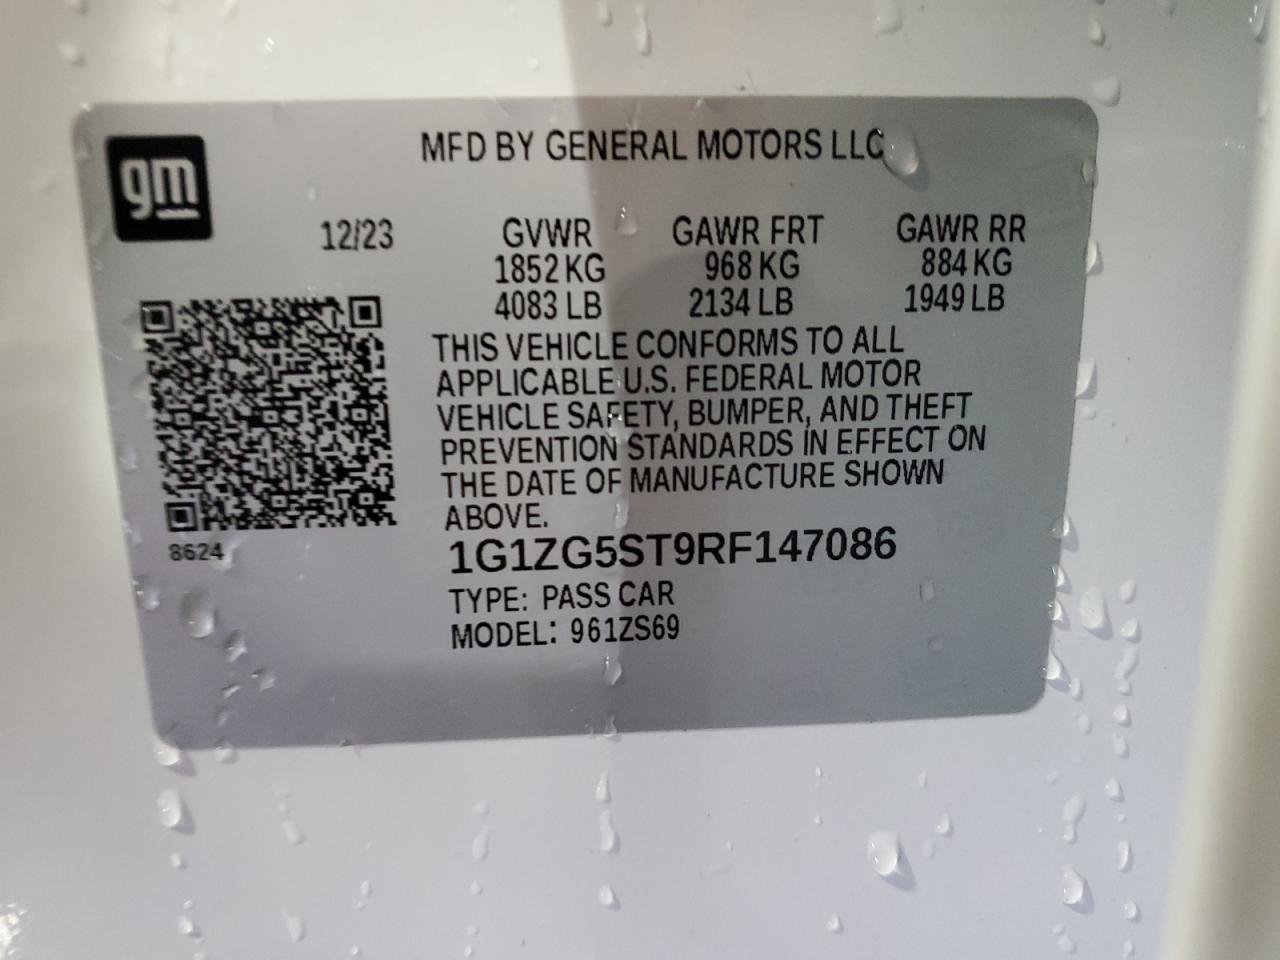 MFD BY GENERAL MOTORS LLC
gm
12/23 GVWR GAWR FRT GAWR RR
1852 KG 968 KG 884 KG
4083 LB 2134 LB 1949 LB
THIS VEHICLE CONFORMS TO ALL
APPLICABLE U.S. FEDERAL MOTOR
VEHICLE SAFETY, BUMPER, AND THEFT
PREVENTION STANDARDS IN EFFECT ON
THE DATE OF MANUFACTURE SHOWN
ABOVE.
8624
1G1ZG5ST9RF147086
TYPE: PASS CAR
MODEL: 961ZS69